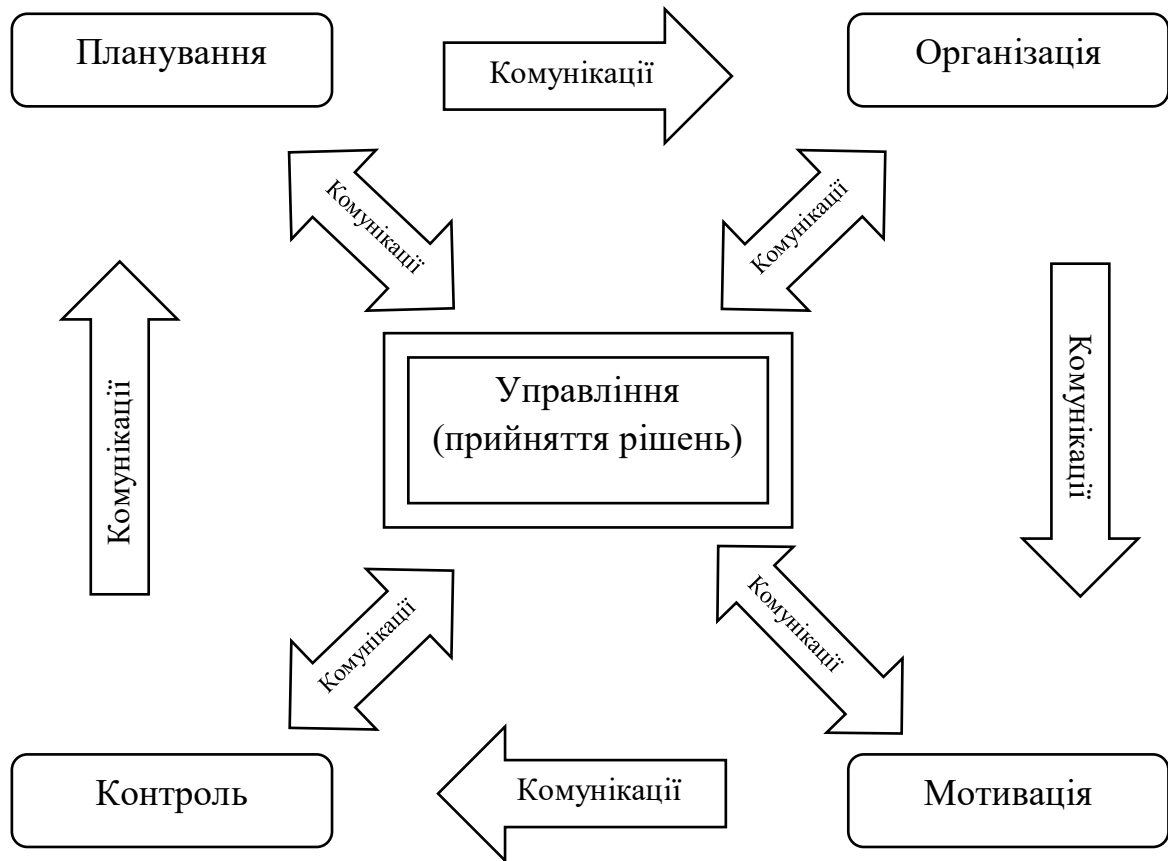 Планування
Комунікації
Організація
Комунікації
Комунікації
Комунікації
Комунікації
Управління
(прийняття рішень)
Комунікації
Комунікації
Контроль
Комунікації
Мотивація